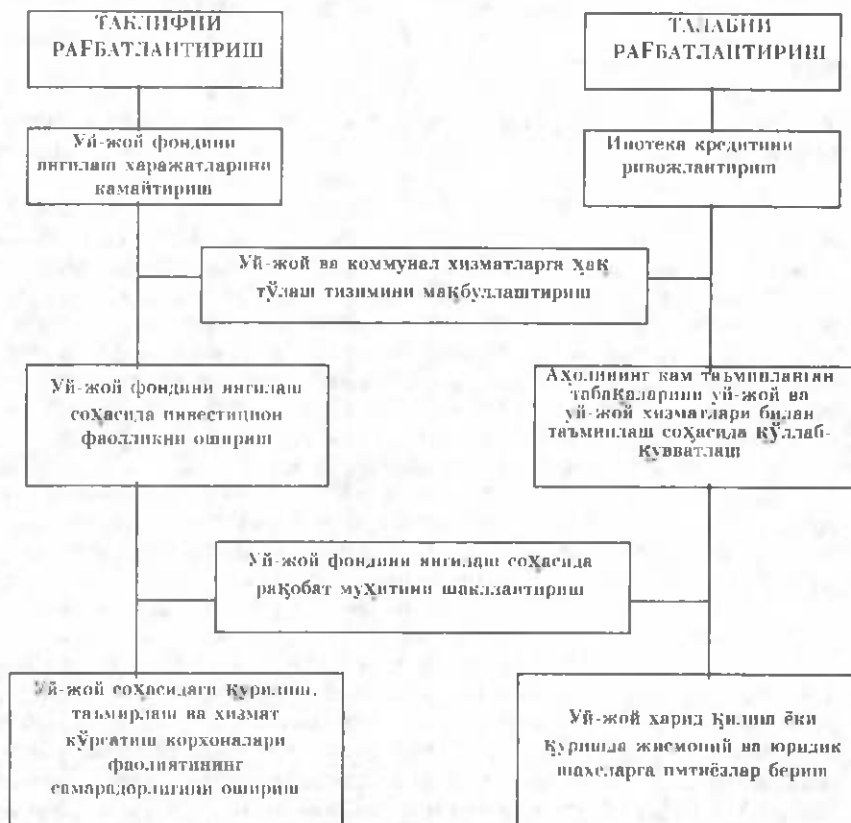 ТАКЛИФНИ
РАҒБАТЛАНТИРИШ
ТАЛАБНИ
РАҒБАТЛАНТИРИШ
Уй-жой фондини
янгилаш харажатларини
камайтириш
Ипотека кредитини
ривожлантириш
Уй-жой ва коммунал хизматларга ҳақ
тўлаш тизимини мақбуллаштириш
Уй-жой фондини янгилаш
соҳасида инвестицион
фаолликни ошириш
Аҳолининг кам таъминланган
табақаларини уй-жой ва
уй-жой хизматлари билан
таъминлаш соҳасида қўллаб-
қувватлаш
Уй-жой фондини янгилаш соҳасида
рақобат муҳитини шакллантириш
Уй-жой соҳасидаги қурилиш,
таъмирлаш ва хизмат
кўрсатиш корхоналари
фаолиятининг
самарадорлигини ошириш
Уй-жой харид қилиш ёки
қуришда жисмоний ва юридик
шахсларга имтиёзлар бериш